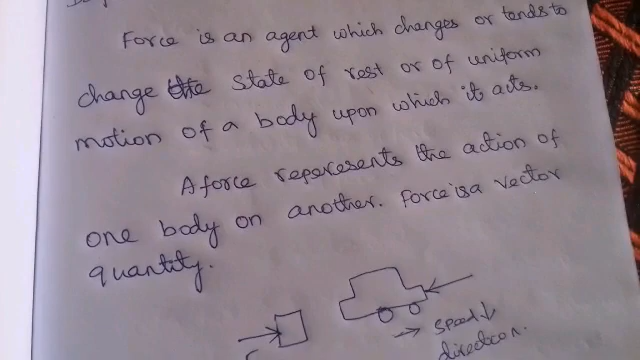 Force is an agent which changes or tends to
change the state of rest or of uniform
motion of a body upon which it acts.
A force reperesents the action of
one body on another. Force is a vector
quantity.
→ speed ↓
direction.